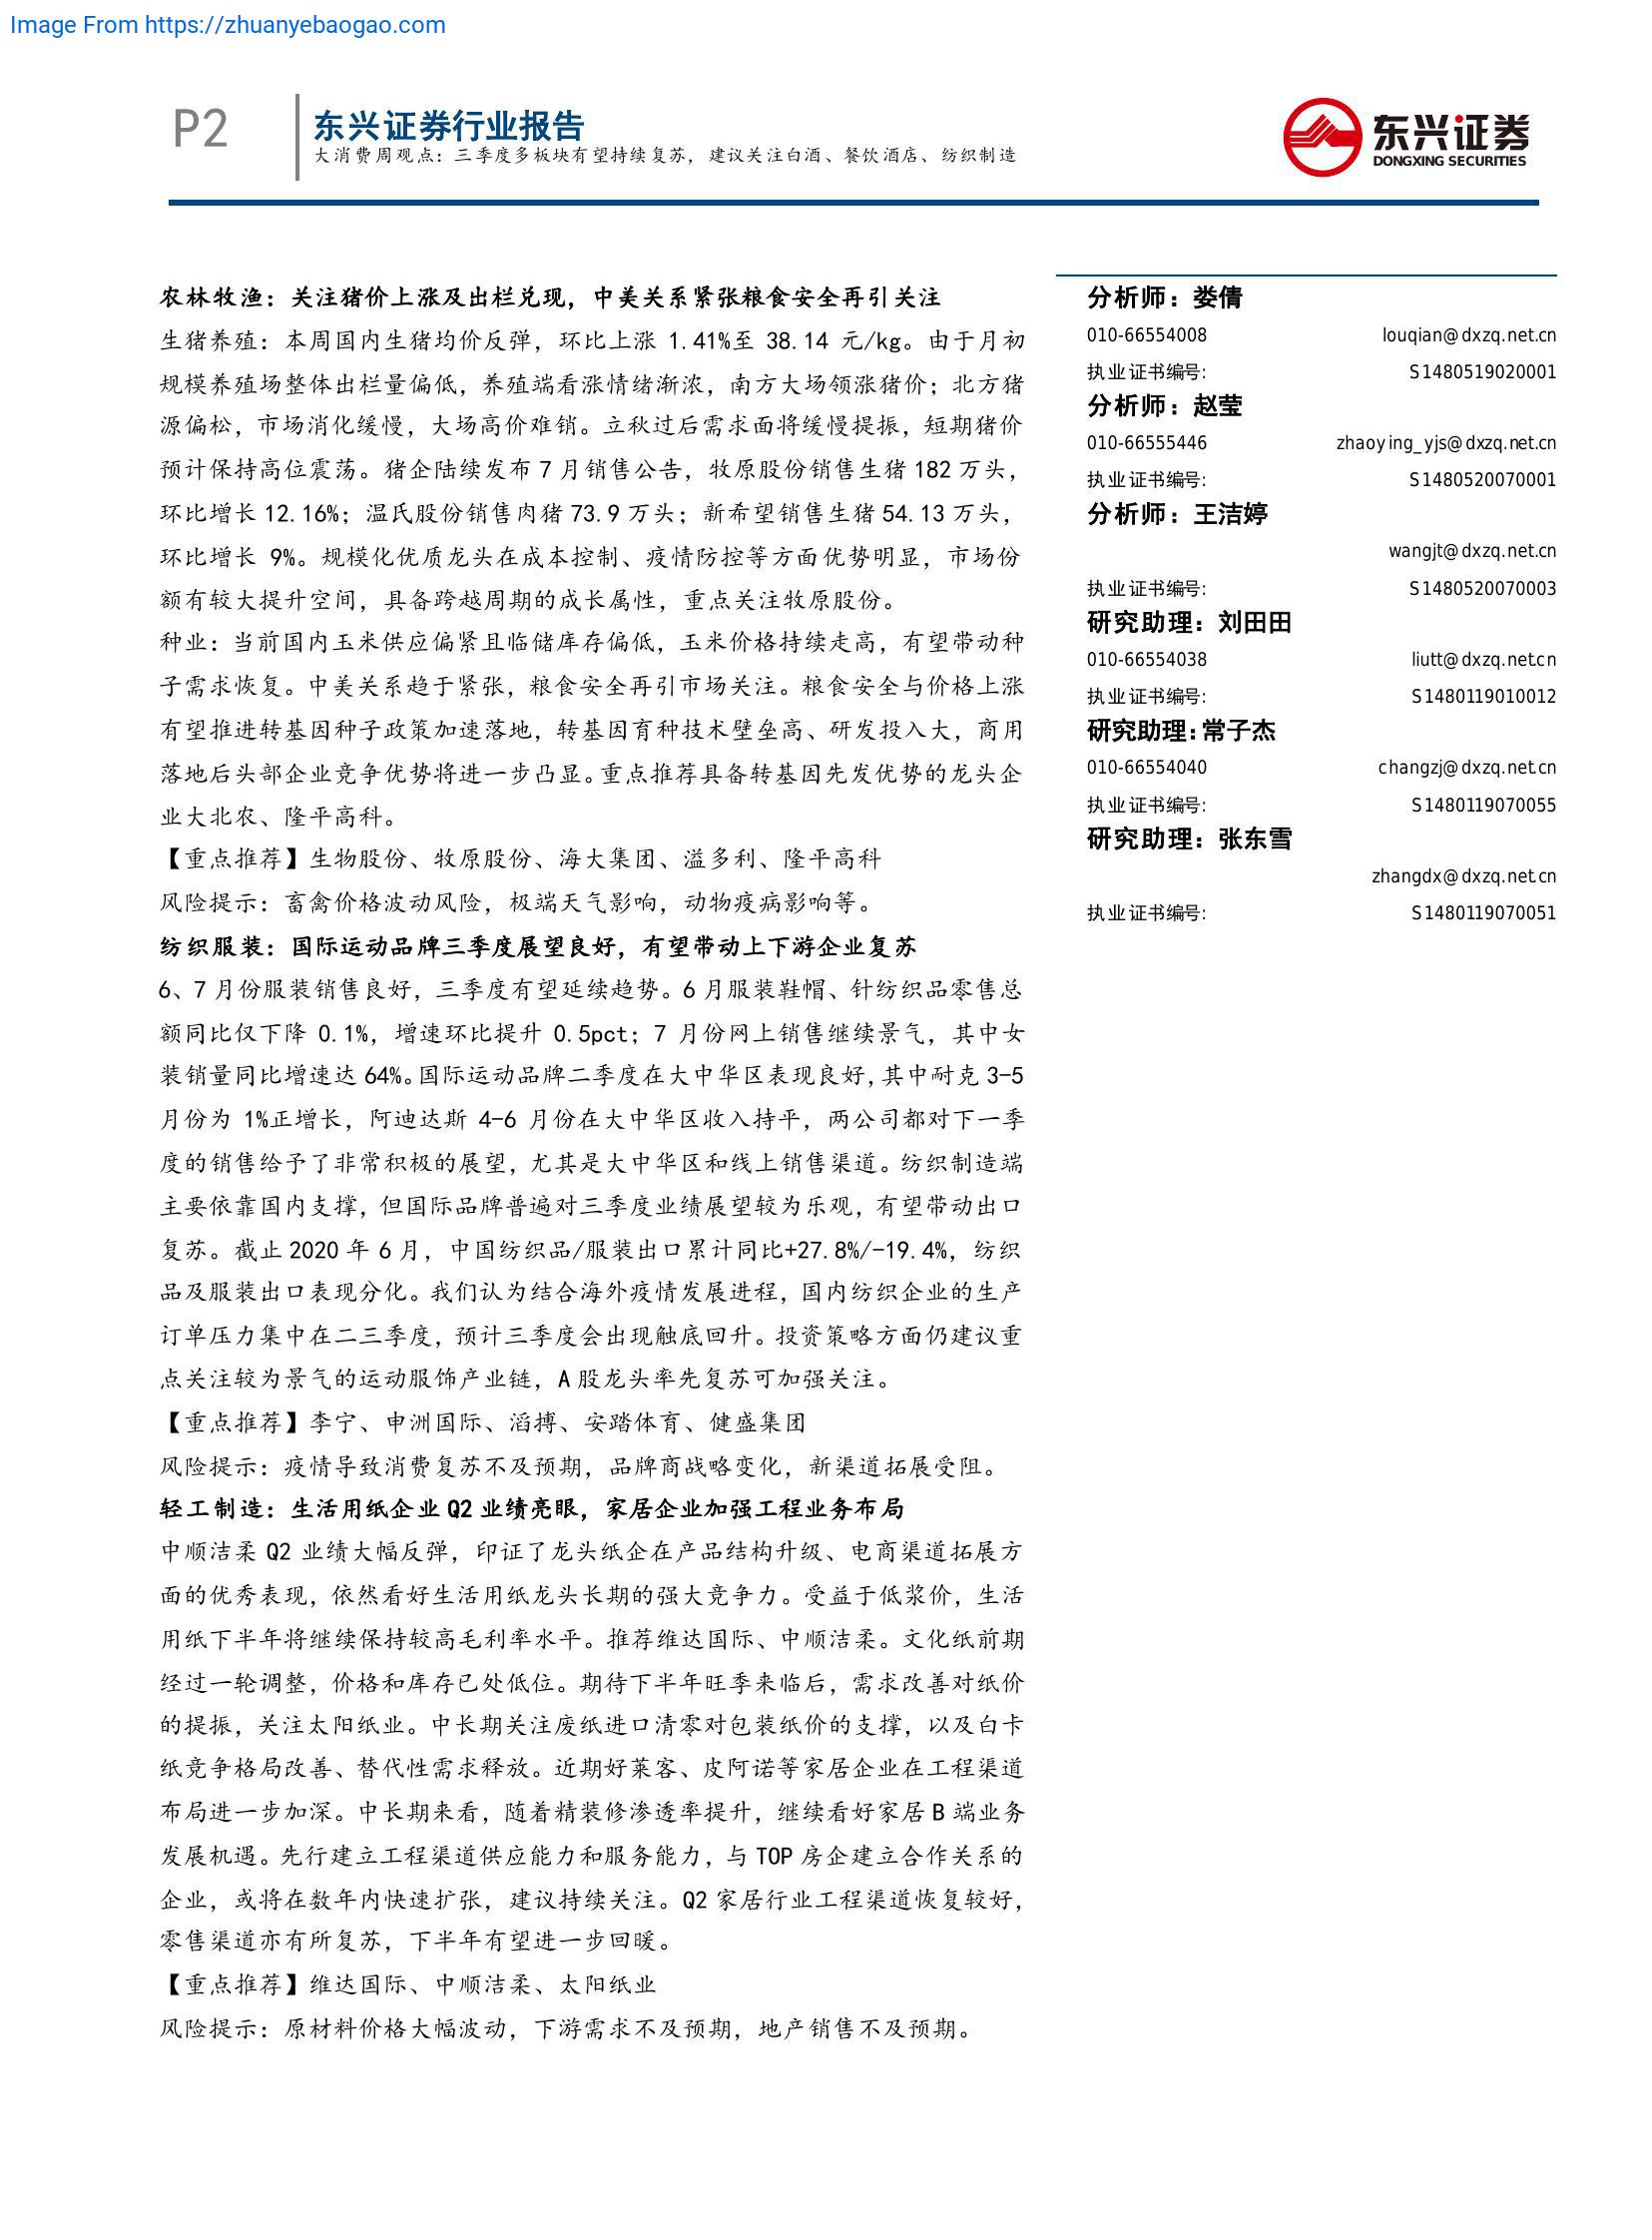 Image From https://zhuanyebaogao.com
P2
东兴证券行业报告
大消费周观点：三季度多板块有望持续复苏，建议关注白酒、餐饮酒店、纺织制造
东兴证券
DONGXING SECURITIES
农林牧渔：关注猪价上涨及出栏兑现，中美关系紧张粮食安全再引关注
生猪养殖：本周国内生猪均价反弹，环比上涨 1.41%至 38.14 元/kg。由于月初
规模养殖场整体出栏量偏低，养殖端看涨情绪渐浓，南方大场领涨猪价；北方猪
源偏松，市场消化缓慢，大场高价难销。立秋过后需求面将缓慢提振，短期猪价
预计保持高位震荡。猪企陆续发布 7 月销售公告，牧原股份销售生猪 182 万头，
环比增长 12.16%；温氏股份销售肉猪 73.9 万头；新希望销售生猪 54.13 万头，
环比增长 9%。规模化优质龙头在成本控制、疫情防控等方面优势明显，市场份
额有较大提升空间，具备跨越周期的成长属性，重点关注牧原股份。
种业：当前国内玉米供应偏紧且临储库存偏低，玉米价格持续走高，有望带动种
子需求恢复。中美关系趋于紧张，粮食安全再引市场关注。粮食安全与价格上涨
有望推进转基因种子政策加速落地，转基因育种技术壁垒高、研发投入大，商用
落地后头部企业竞争优势将进一步凸显。重点推荐具备转基因先发优势的龙头企
业大北农、隆平高科。
【重点推荐】生物股份、牧原股份、海大集团、溢多利、隆平高科
风险提示：畜禽价格波动风险，极端天气影响，动物疫病影响等。
纺织服装：国际运动品牌三季度展望良好，有望带动上下游企业复苏
6、7 月份服装销售良好，三季度有望延续趋势。6 月服装鞋帽、针纺织品零售总
额同比仅下降 0.1%，增速环比提升 0.5pct；7 月份网上销售继续景气，其中女
装销量同比增速达 64%。国际运动品牌二季度在大中华区表现良好，其中耐克 3-5
月份为 1%正增长，阿迪达斯 4-6 月份在大中华区收入持平，两公司都对下一季
度的销售给予了非常积极的展望，尤其是大中华区和线上销售渠道。纺织制造端
主要依靠国内支撑，但国际品牌普遍对三季度业绩展望较为乐观，有望带动出口
复苏。截止 2020 年 6 月，中国纺织品/服装出口累计同比+27.8%/-19.4%，纺织
品及服装出口表现分化。我们认为结合海外疫情发展进程，国内纺织企业的生产
订单压力集中在二三季度，预计三季度会出现触底回升。投资策略方面仍建议重
点关注较为景气的运动服饰产业链，A 股龙头率先复苏可加强关注。
【重点推荐】李宁、申洲国际、滔搏、安踏体育、健盛集团
风险提示：疫情导致消费复苏不及预期，品牌商战略变化，新渠道拓展受阻。
轻工制造：生活用纸企业 Q2 业绩亮眼，家居企业加强工程业务布局
中顺洁柔 Q2 业绩大幅反弹，印证了龙头纸企在产品结构升级、电商渠道拓展方
面的优秀表现，依然看好生活用纸龙头长期的强大竞争力。受益于低浆价，生活
用纸下半年将继续保持较高毛利率水平。推荐维达国际、中顺洁柔。文化纸前期
经过一轮调整，价格和库存已处低位。期待下半年旺季来临后，需求改善对纸价
的提振，关注太阳纸业。中长期关注废纸进口清零对包装纸价的支撑，以及白卡
纸竞争格局改善、替代性需求释放。近期好莱客、皮阿诺等家居企业在工程渠道
布局进一步加深。中长期来看，随着精装修渗透率提升，继续看好家居 B 端业务
发展机遇。先行建立工程渠道供应能力和服务能力，与 TOP 房企建立合作关系的
企业，或将在数年内快速扩张，建议持续关注。Q2 家居行业工程渠道恢复较好，
零售渠道亦有所复苏，下半年有望进一步回暖。
【重点推荐】维达国际、中顺洁柔、太阳纸业
风险提示：原材料价格大幅波动，下游需求不及预期，地产销售不及预期。
分析师：娄倩
010-66554008 louqian@dxzq.net.cn
执业证书编号: S1480519020001
分析师：赵莹
010-66555446 zhaoying_yjs@dxzq.net.cn
执业证书编号: S1480520070001
分析师：王洁婷
wangjt@dxzq.net.cn
执业证书编号: S1480520070003
研究助理：刘田田
010-66554038 liutt@dxzq.net.cn
执业证书编号: S1480119010012
研究助理：常子杰
010-66554040 changzj@dxzq.net.cn
执业证书编号: S1480119070055
研究助理：张东雪
zhangdx@dxzq.net.cn
执业证书编号: S1480119070051